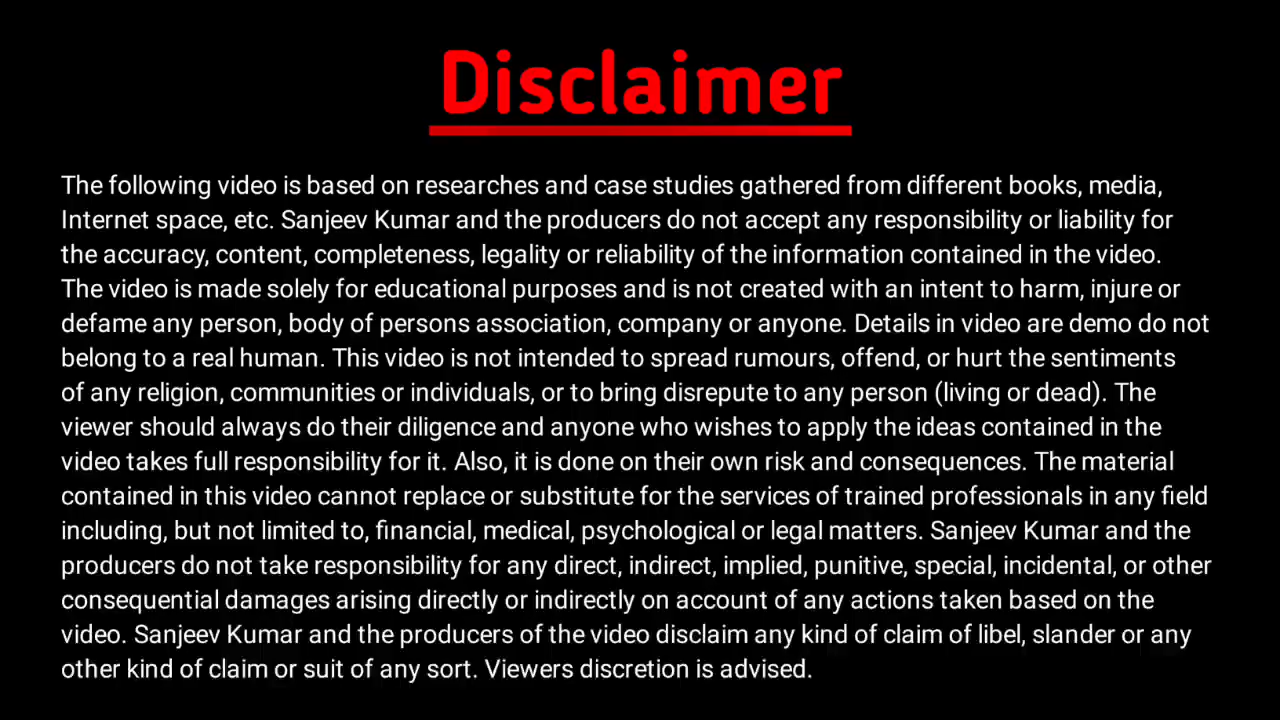 Disclaimer
The following video is based on researches and case studies gathered from different books, media,
Internet space, etc. Sanjeev Kumar and the producers do not accept any responsibility or liability for
the accuracy, content, completeness, legality or reliability of the information contained in the video.
The video is made solely for educational purposes and is not created with an intent to harm, injure or
defame any person, body of persons association, company or anyone. Details in video are demo do not
belong to a real human. This video is not intended to spread rumours, offend, or hurt the sentiments
of any religion, communities or individuals, or to bring disrepute to any person (living or dead). The
viewer should always do their diligence and anyone who wishes to apply the ideas contained in the
video takes full responsibility for it. Also, it is done on their own risk and consequences. The material
contained in this video cannot replace or substitute for the services of trained professionals in any field
including, but not limited to, financial, medical, psychological or legal matters. Sanjeev Kumar and the
producers do not take responsibility for any direct, indirect, implied, punitive, special, incidental, or other
consequential damages arising directly or indirectly on account of any actions taken based on the
video. Sanjeev Kumar and the producers of the video disclaim any kind of claim of libel, slander or any
other kind of claim or suit of any sort. Viewers discretion is advised.